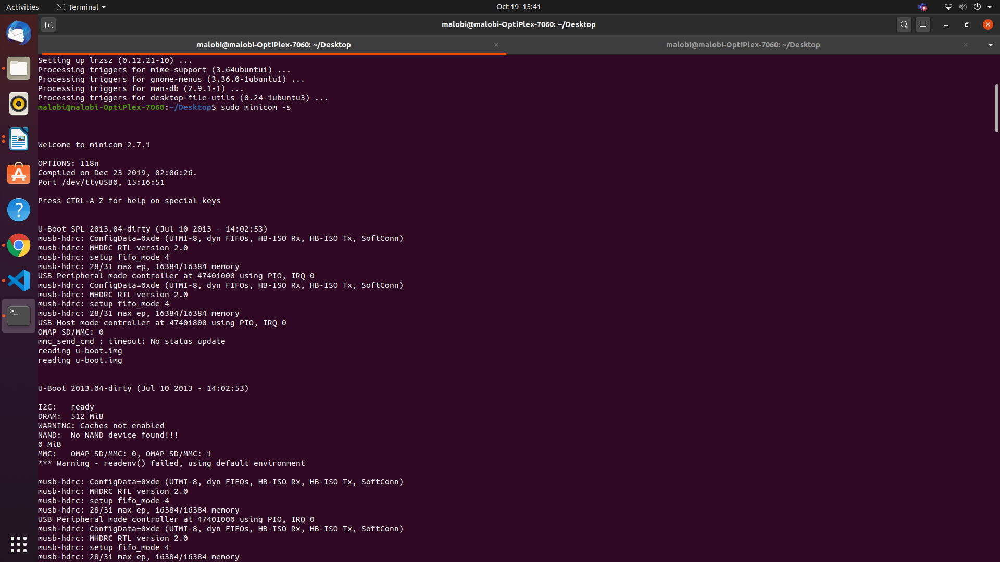 Activities
Terminal
Oct 19 15:41
malobi@malobi-OptiPlex-7060: ~/Desktop
malobi@malobi-OptiPlex-7060: ~/Desktop
malobi@malobi-OptiPlex-7060: ~/Desktop
Setting up lrzsz (0.12.21-10) ...
Processing triggers for mime-support (3.64ubuntu1) ...
Processing triggers for gnome-menus (3.36.0-1ubuntu1) ...
Processing triggers for man-db (2.9.1-1) ...
Processing triggers for desktop-file-utils (0.24-1ubuntu3) ...
malobi@malobi-OptiPlex-7060:~/Desktop$ sudo minicom -s
Welcome to minicom 2.7.1
OPTIONS: I18n
Compiled on Dec 23 2019, 02:06:26.
Port /dev/ttyUSB0, 15:16:51
Press CTRL-A Z for help on special keys
U-Boot SPL 2013.04-dirty (Jul 10 2013 - 14:02:53)
musb-hdrc: ConfigData=0xde (UTMI-8, dyn FIFOs, HB-ISO Rx, HB-ISO Tx, SoftConn)
musb-hdrc: MHDRC RTL version 2.0
musb-hdrc: setup fifo_mode 4
musb-hdrc: 28/31 max ep, 16384/16384 memory
USB Peripheral mode controller at 47401000 using PIO, IRQ 0
musb-hdrc: ConfigData=0xde (UTMI-8, dyn FIFOs, HB-ISO Rx, HB-ISO Tx, SoftConn)
musb-hdrc: MHDRC RTL version 2.0
musb-hdrc: setup fifo_mode 4
musb-hdrc: 28/31 max ep, 16384/16384 memory
USB Host mode controller at 47401800 using PIO, IRQ 0
OMAP SD/MMC: 0
mmc_send_cmd : timeout: No status update
reading u-boot.img
reading u-boot.img
U-Boot 2013.04-dirty (Jul 10 2013 - 14:02:53)
I2C:   ready
DRAM:  512 MiB
WARNING: Caches not enabled
NAND:  No NAND device found!!!
0 MiB
MMC:   OMAP SD/MMC: 0, OMAP SD/MMC: 1
*** Warning - readenv() failed, using default environment
musb-hdrc: ConfigData=0xde (UTMI-8, dyn FIFOs, HB-ISO Rx, HB-ISO Tx, SoftConn)
musb-hdrc: MHDRC RTL version 2.0
musb-hdrc: setup fifo_mode 4
musb-hdrc: 28/31 max ep, 16384/16384 memory
USB Peripheral mode controller at 47401000 using PIO, IRQ 0
musb-hdrc: ConfigData=0xde (UTMI-8, dyn FIFOs, HB-ISO Rx, HB-ISO Tx, SoftConn)
musb-hdrc: MHDRC RTL version 2.0
musb-hdrc: setup fifo_mode 4
musb-hdrc: 28/31 max ep, 16384/16384 memory